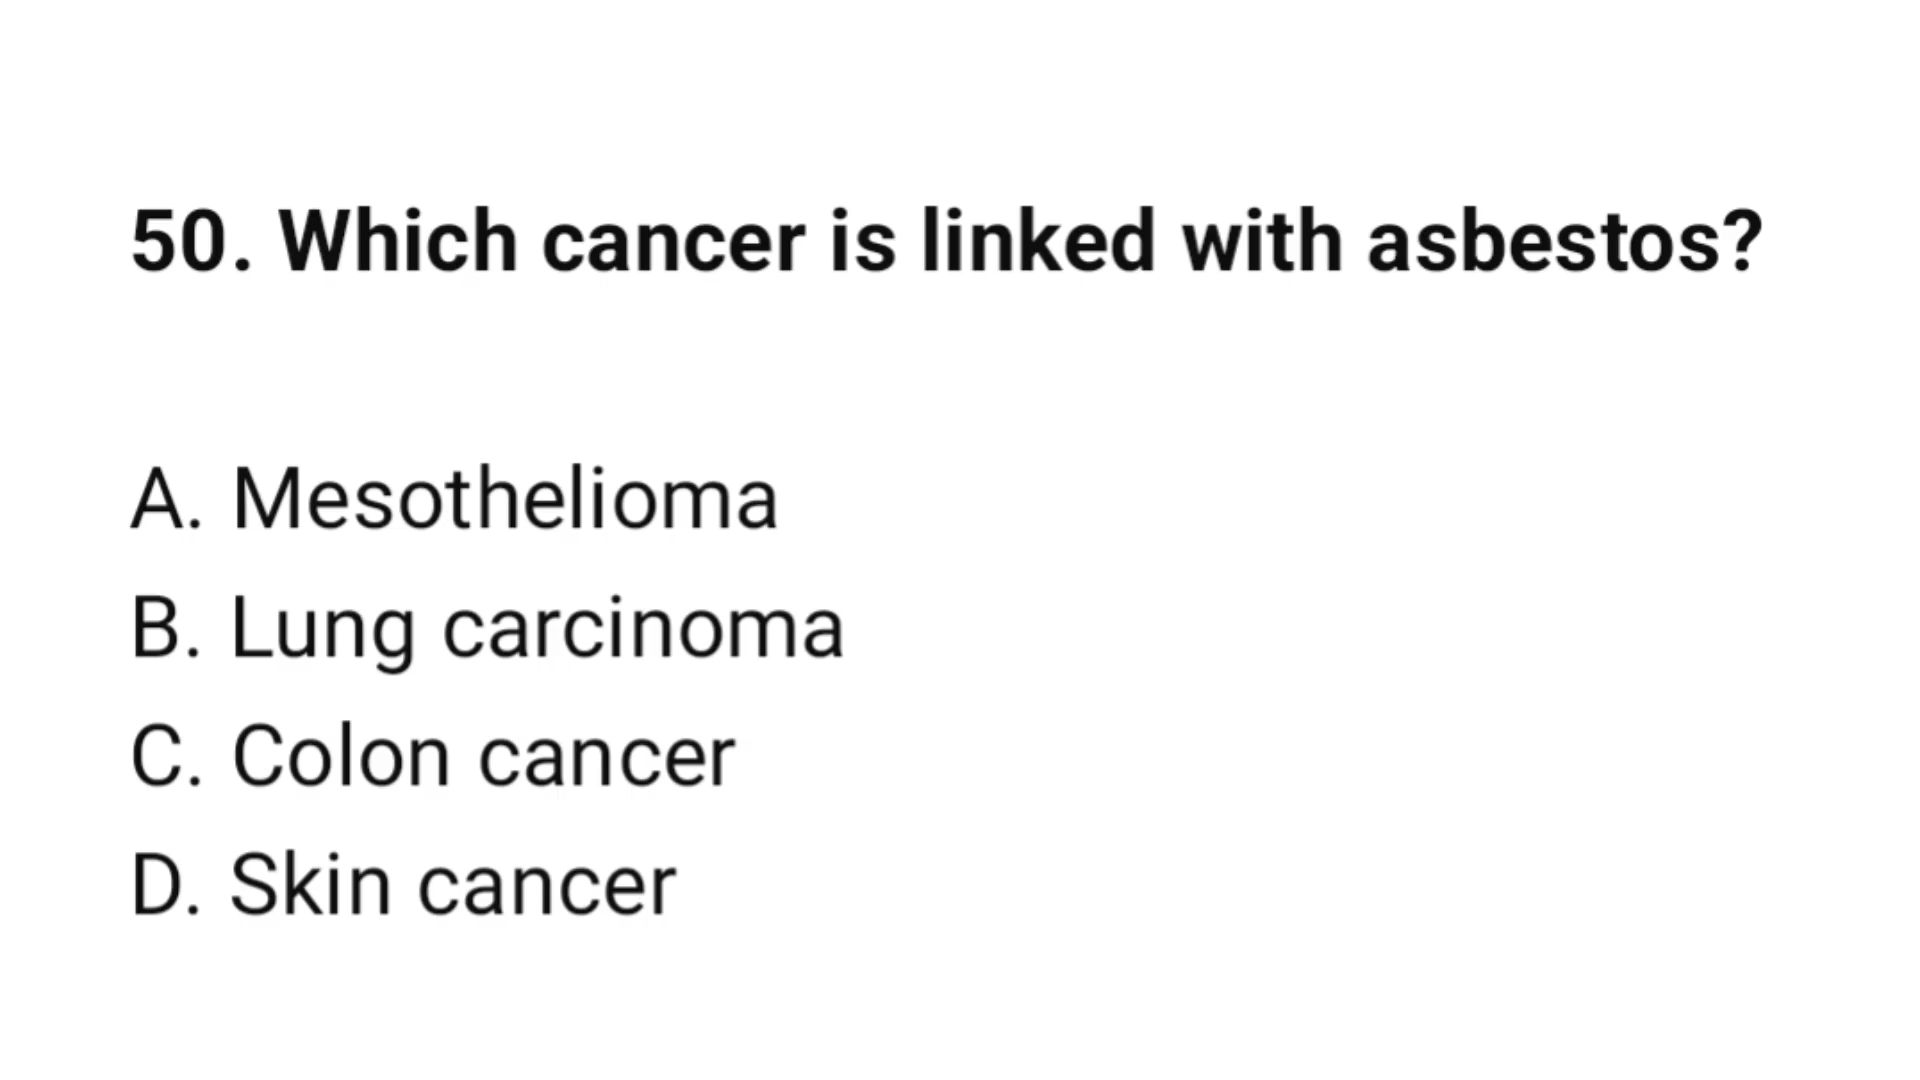 50. Which cancer is linked with asbestos?
A. Mesothelioma
B. Lung carcinoma
C. Colon cancer
D. Skin cancer